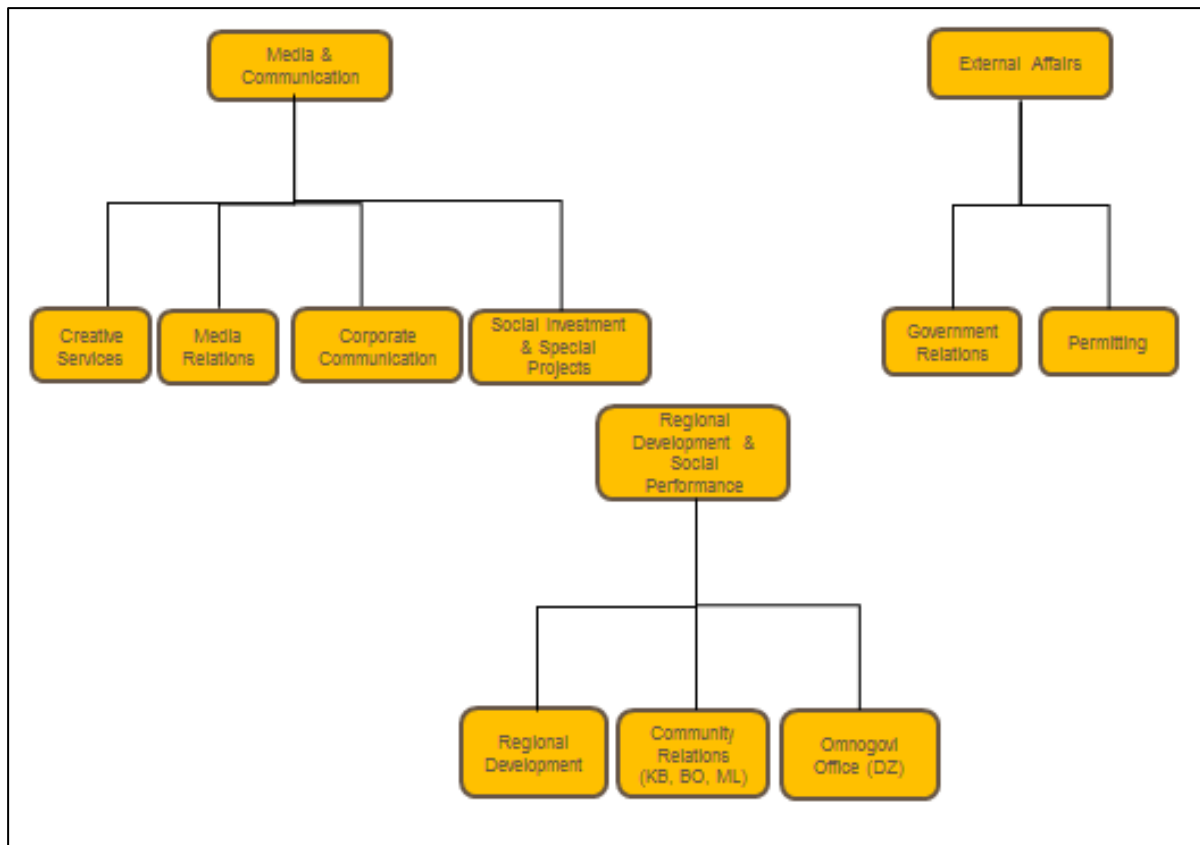 Media &
Communication
External Affairs
Creative
Services
Media
Relations
Corporate
Communication
Social Investment
& Special
Projects
Government
Relations
Permitting
Regional
Development &
Social
Performance
Regional
Development
Community
Relations
(KB, BO, ML)
Omnogovi
Office (DZ)